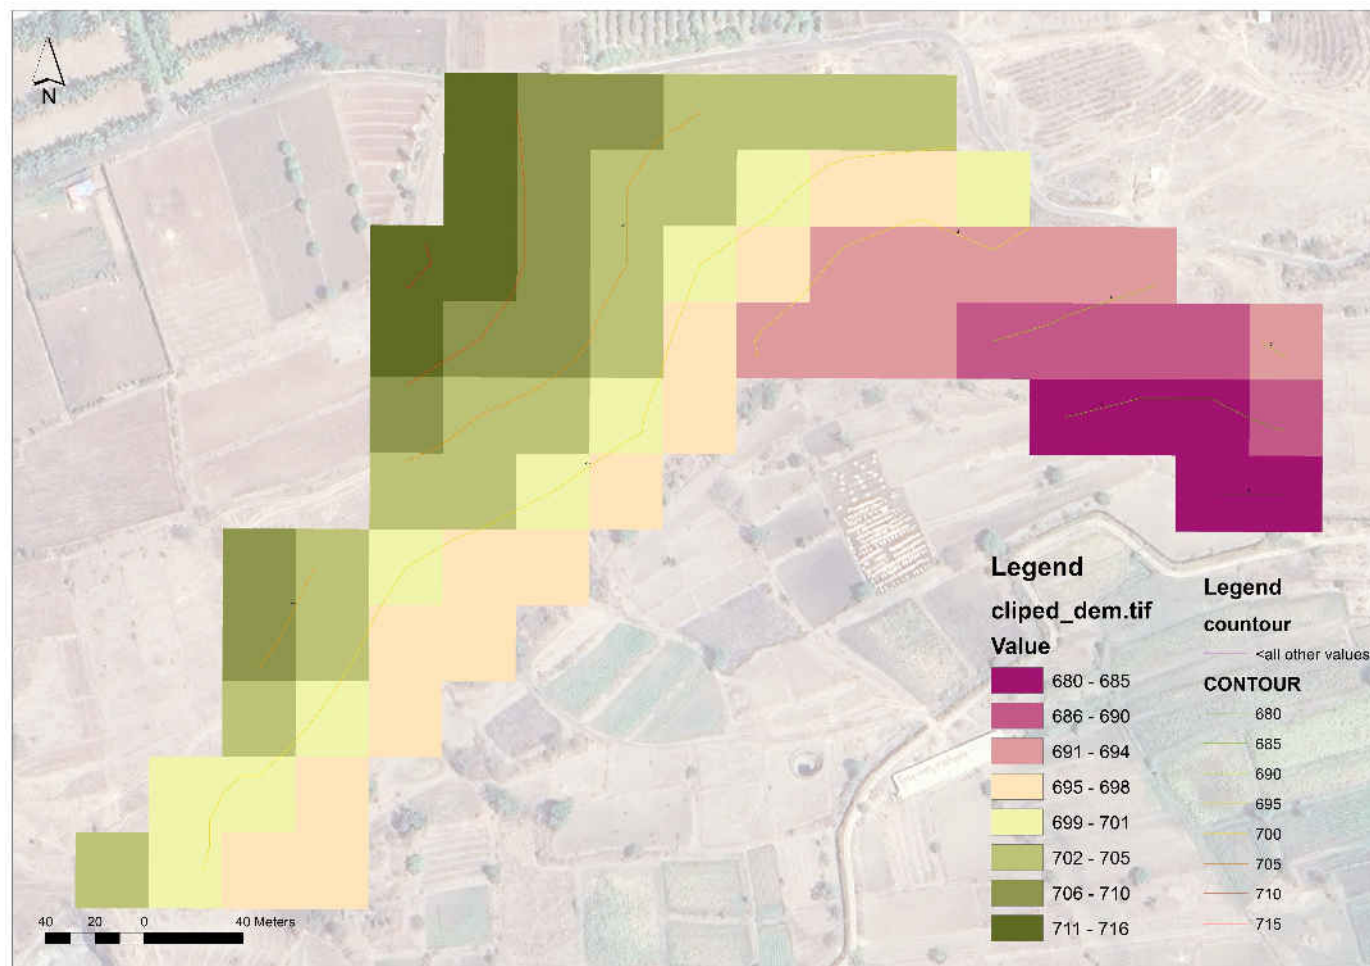 N
Legend
cliped_dem.tif
Value
680 - 685
686 - 690
691 - 694
695 - 698
699 - 701
702 - 705
706 - 710
711 - 716
Legend
countour
<all other values
CONTOUR
680
685
690
695
700
705
710
715
40 20 0 40 Meters